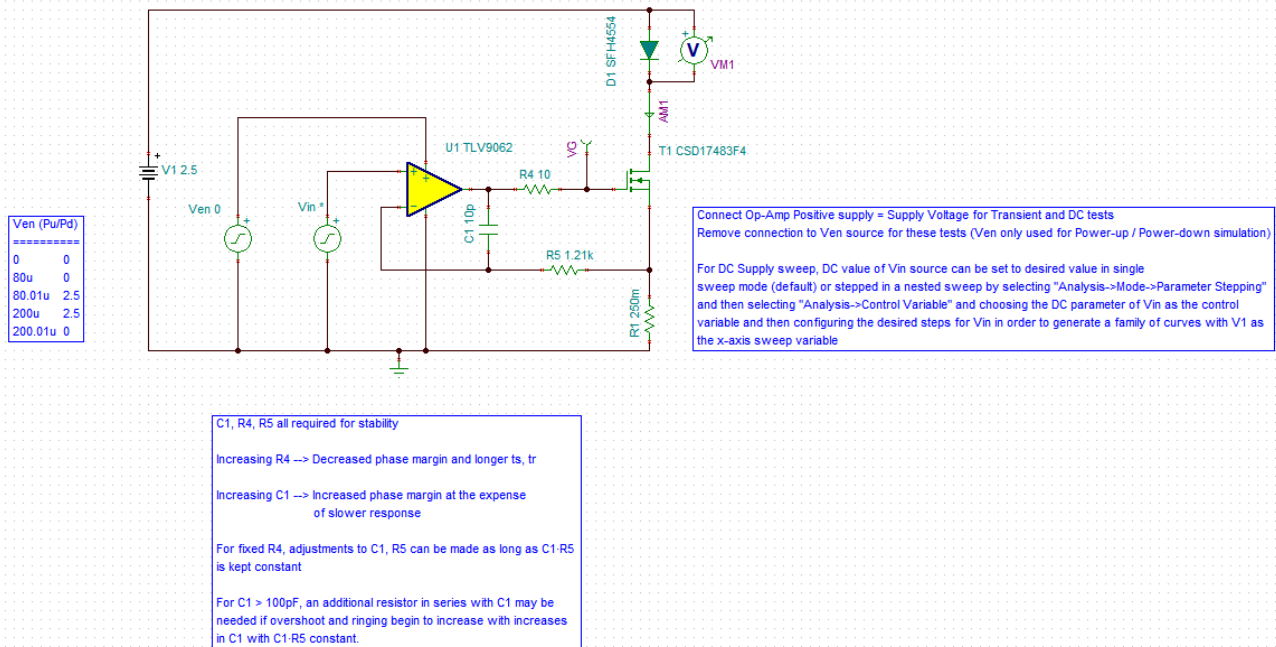 D1 SFH4554
V
+
VM1
AM1
U1 TLV9062
VG
T1 CSD17483F4
+
V1 2.5
R4 10
+
+
−
Ven 0
+
Vin *
+
C1 10p
R5 1.21k
R1 250m
Ven (Pu/Pd)
==========
0 0
80u 0
80.01u 2.5
200u 2.5
200.01u 0
Connect Op-Amp Positive supply = Supply Voltage for Transient and DC tests
Remove connection to Ven source for these tests (Ven only used for Power-up / Power-down simulation)
For DC Supply sweep, DC value of Vin source can be set to desired value in single
sweep mode (default) or stepped in a nested sweep by selecting "Analysis->Mode->Parameter Stepping"
and then selecting "Analysis->Control Variable" and choosing the DC parameter of Vin as the control
variable and then configuring the desired steps for Vin in order to generate a family of curves with V1 as
the x-axis sweep variable
C1, R4, R5 all required for stability
Increasing R4 --> Decreased phase margin and longer ts, tr
Increasing C1 --> Increased phase margin at the expense
of slower response
For fixed R4, adjustments to C1, R5 can be made as long as C1·R5
is kept constant
For C1 > 100pF, an additional resistor in series with C1 may be
needed if overshoot and ringing begin to increase with increases
in C1 with C1·R5 constant.